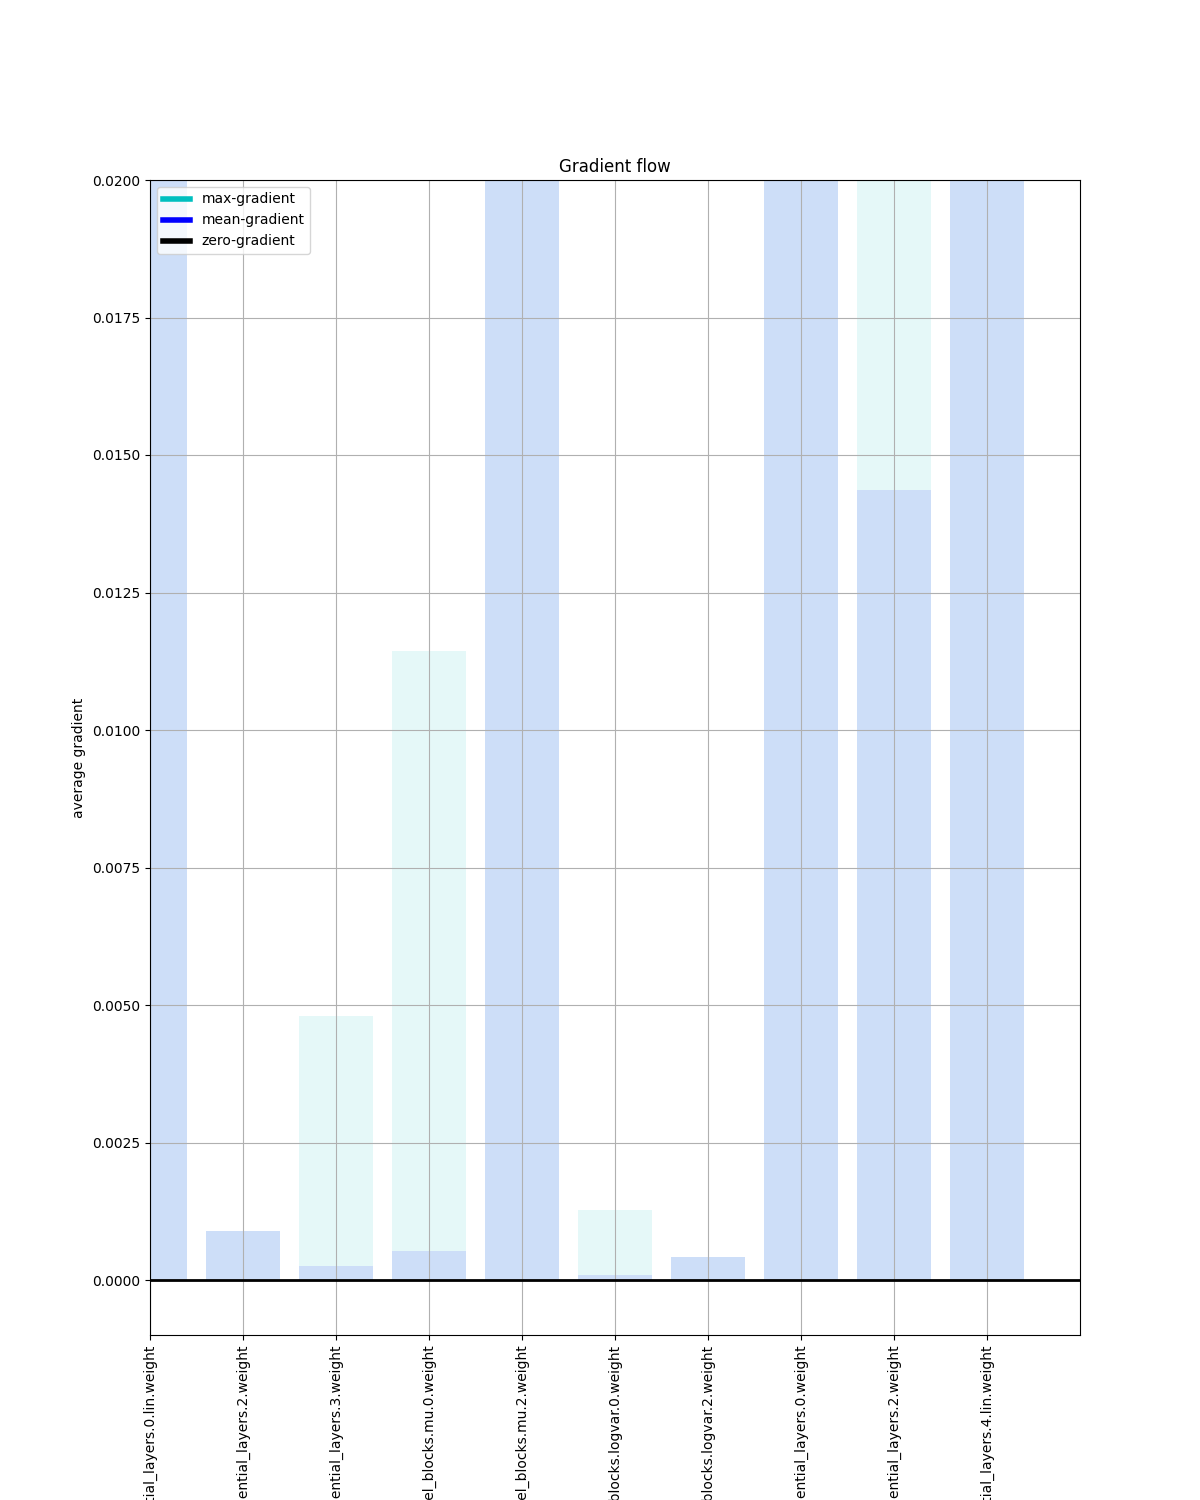 Gradient flow
max-gradient
mean-gradient
zero-gradient
0.0200
0.0175
0.0150
0.0125
0.0100
0.0075
0.0050
0.0025
0.0000
average gradient
tial_layers.0.lin.weight
ential_layers.2.weight
ential_layers.3.weight
el_blocks.mu.0.weight
el_blocks.mu.2.weight
blocks.logvar.0.weight
blocks.logvar.2.weight
ential_layers.0.weight
ential_layers.2.weight
tial_layers.4.lin.weight